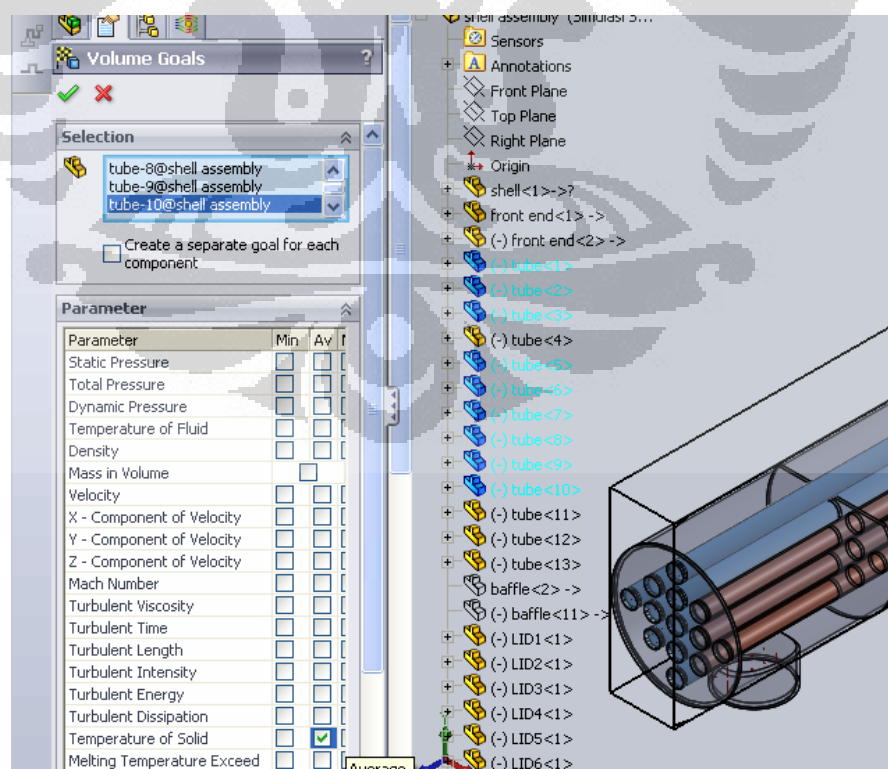 Volume Goals ?
Selection
tube-8@shell assembly
tube-9@shell assembly
tube-10@shell assembly
Create a separate goal for each
component
Parameter
Parameter Min Av
Static Pressure
Total Pressure
Dynamic Pressure
Temperature of Fluid
Density
Mass in Volume
Velocity
X - Component of Velocity
Y - Component of Velocity
Z - Component of Velocity
Mach Number
Turbulent Viscosity
Turbulent Time
Turbulent Length
Turbulent Intensity
Turbulent Energy
Turbulent Dissipation
Temperature of Solid
Melting Temperature Exceed
Average
shell assembly (Simulasi 3...
Sensors
A Annotations
Front Plane
Top Plane
Right Plane
Origin
shell<1>->?
front end<1> ->
(-) front end<2> ->
(-) tube<1>
(-) tube<2>
(-) tube<3>
(-) tube<4>
(-) tube<5>
(-) tube<6>
(-) tube<7>
(-) tube<8>
(-) tube<9>
(-) tube<10>
(-) tube<11>
(-) tube<12>
(-) tube<13>
baffle<2> ->
(-) baffle<11> ->
(-) LID1<1>
(-) LID2<1>
(-) LID3<1>
(-) LID4<1>
(-) LID5<1>
(-) LID6<1>